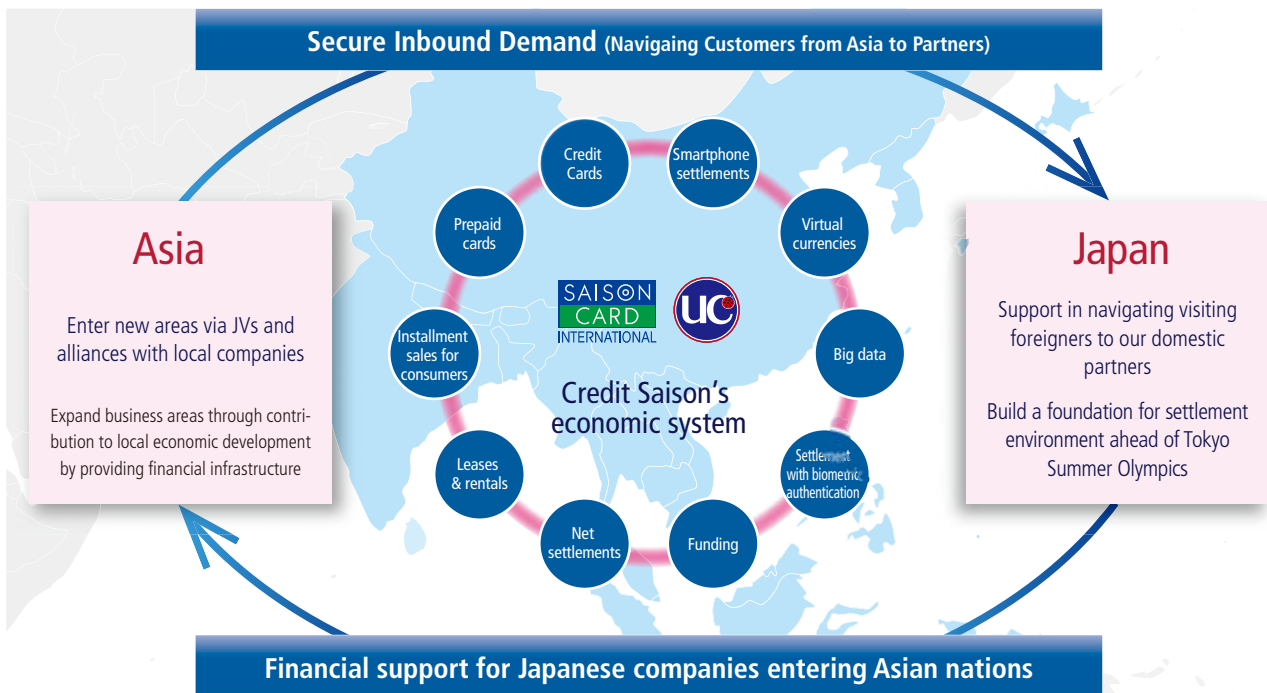 Secure Inbound Demand (Navigaing Customers from Asia to Partners)
Asia
Enter new areas via JVs and
alliances with local companies
Expand business areas through contri-
bution to local economic development
by providing financial infrastructure
Credit
Cards
Smartphone
settlements
Prepaid
cards
Virtual
currencies
Installment
sales for
consumers
Big data
Leases
& rentals
Settlement
with biometric
authentication
Net
settlements
Funding
SAISON
CARD
INTERNATIONAL
UC
Credit Saison's
economic system
Japan
Support in navigating visiting
foreigners to our domestic
partners
Build a foundation for settlement
environment ahead of Tokyo
Summer Olympics
Financial support for Japanese companies entering Asian nations